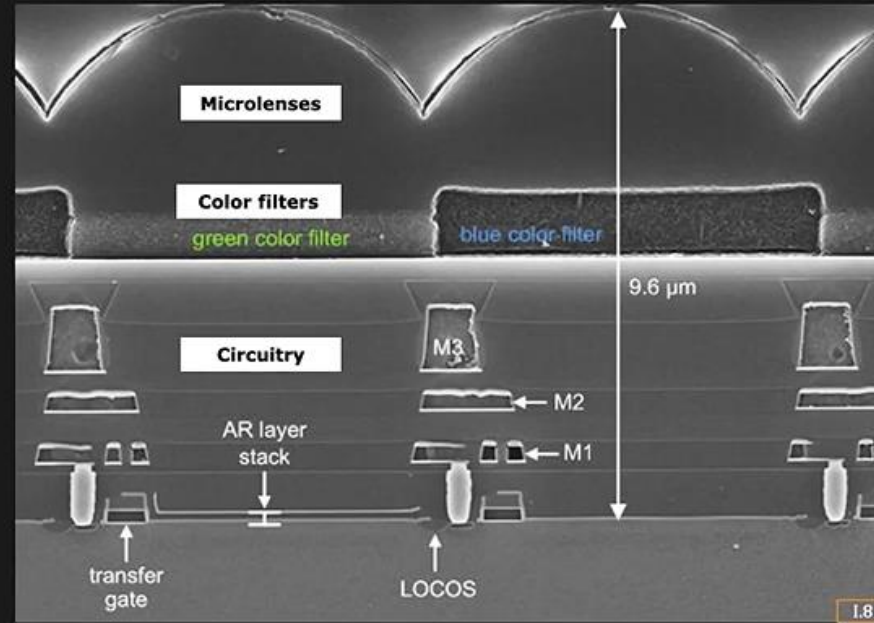 Microlenses
Color filters
green color filter
blue color filter
9.6 µm
M3
Circuitry
M2
AR layer
stack
M1
transfer
gate
LOCOS